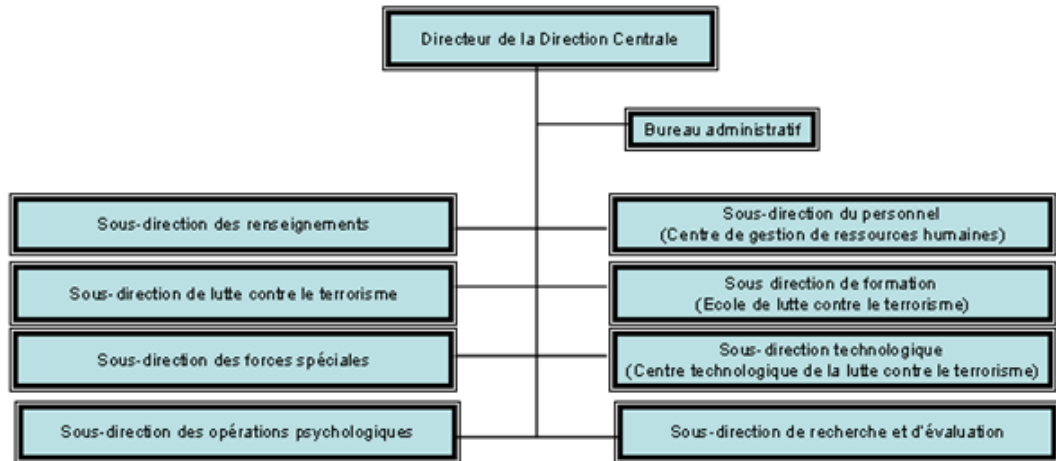 Directeur de la Direction Centrale
Bureau administratif
Sous-direction des renseignements
Sous-direction du personnel
(Centre de gestion de ressources humaines)
Sous-direction de lutte contre le terrorisme
Sous direction de formation
(Ecole de lutte contre le terrorisme)
Sous-direction des forces spéciales
Sous-direction technologique
(Centre technologique de la lutte contre le terrorisme)
Sous-direction des opérations psychologiques
Sous-direction de recherche et d'évaluation